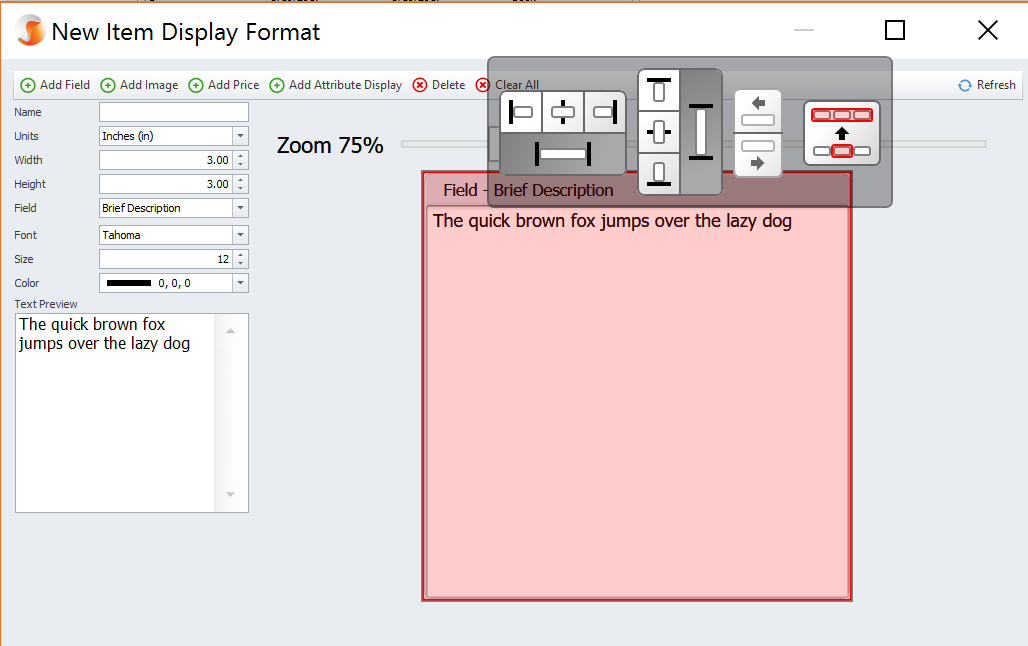 New Item Display Format
Add Field Add Image Add Price Add Attribute Display Delete Clear All Refresh
Name
Units Inches (in)
Width 3.00
Height 3.00
Field Brief Description
Font Tahoma
Size 12
Color 0, 0, 0
Text Preview
The quick brown fox
jumps over the lazy dog
Zoom 75%
Field - Brief Description
The quick brown fox jumps over the lazy dog